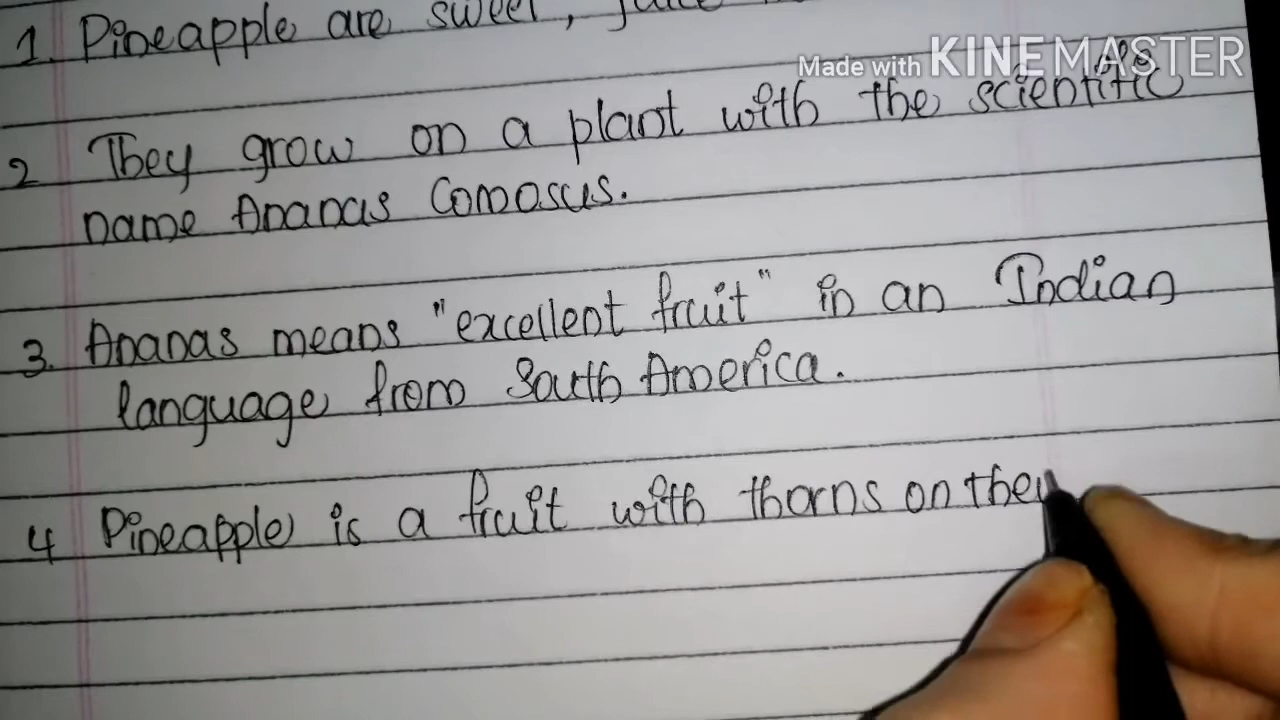 1. Pineapple are sweet,
Made with KINEMASTER
2 They grow on a plant with the scientific
name Ananas Comosus.
3. Ananas means "excellent fruit" in an Indian
language from South America.
4 Pineapple is a fruit with thorns on the